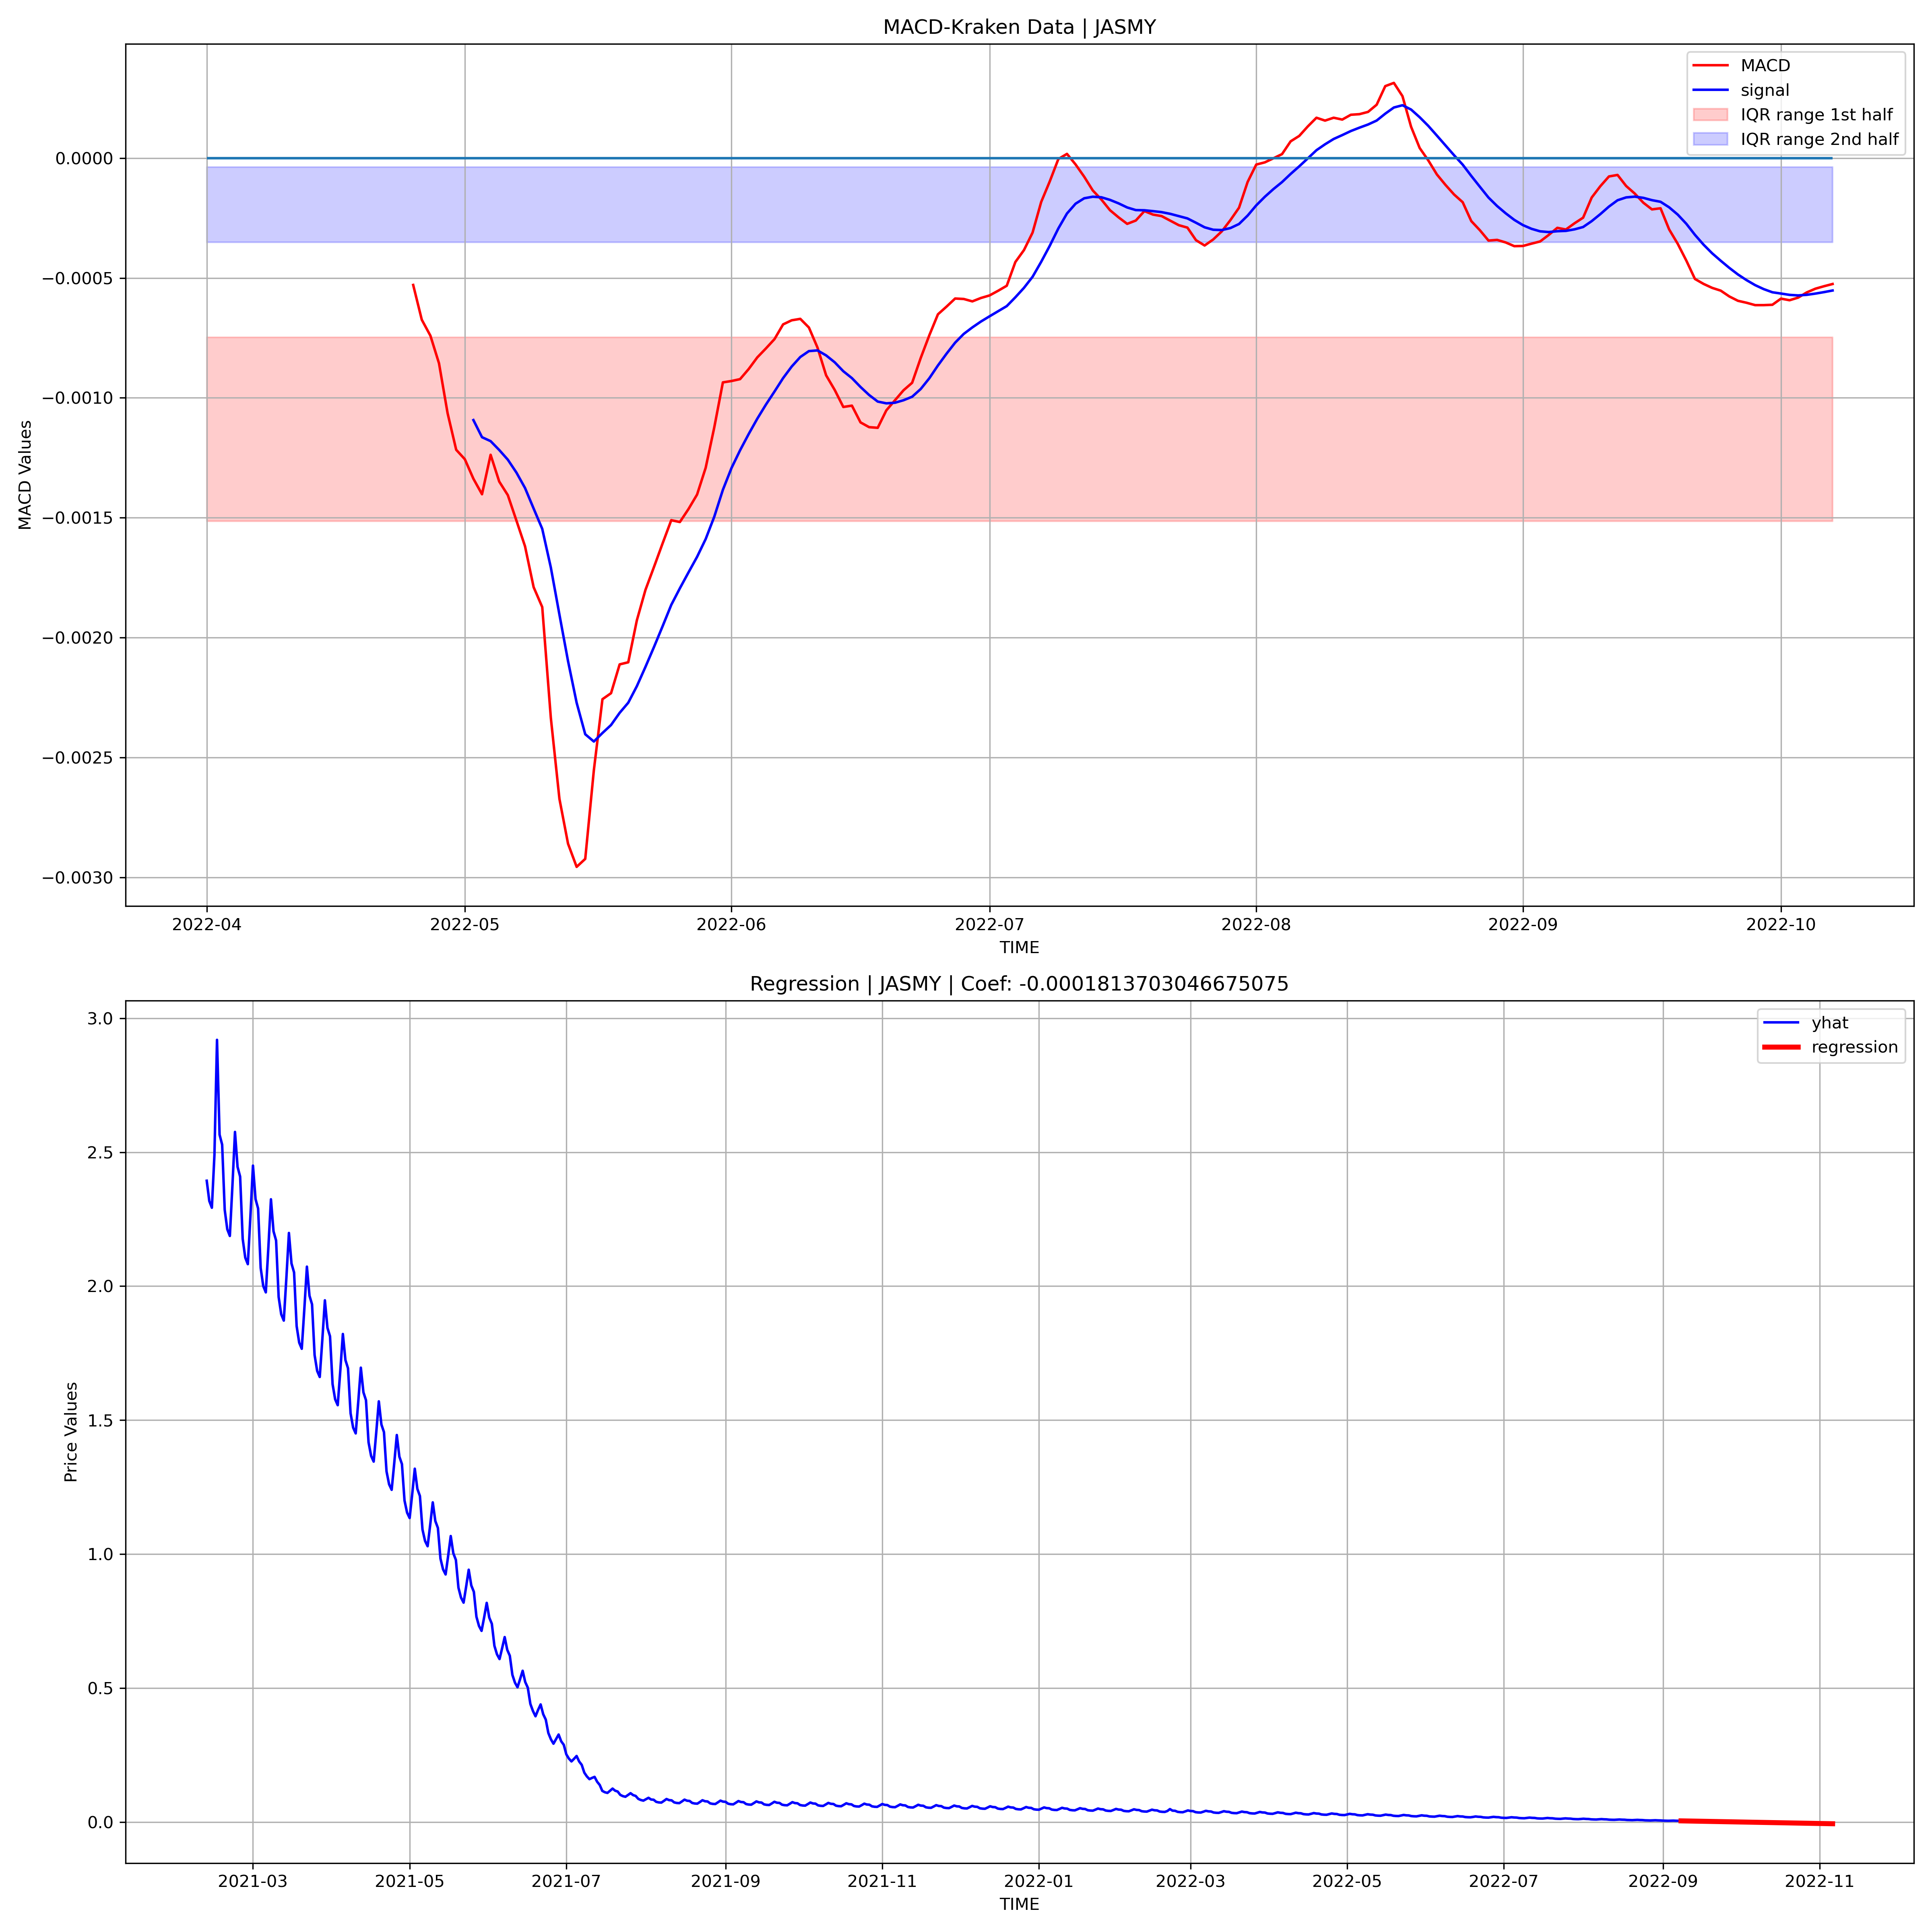 MACD-Kraken Data | JASMY
MACD
signal
IQR range 1st half
IQR range 2nd half
0.0000
−0.0005
−0.0010
−0.0015
−0.0020
−0.0025
−0.0030
MACD Values
2022-04 2022-05 2022-06 2022-07 2022-08 2022-09 2022-10
TIME
Regression | JASMY | Coef: -0.0001813703046675075
yhat
regression
3.0
2.5
2.0
1.5
1.0
0.5
0.0
Price Values
2021-03 2021-05 2021-07 2021-09 2021-11 2022-01 2022-03 2022-05 2022-07 2022-09 2022-11
TIME